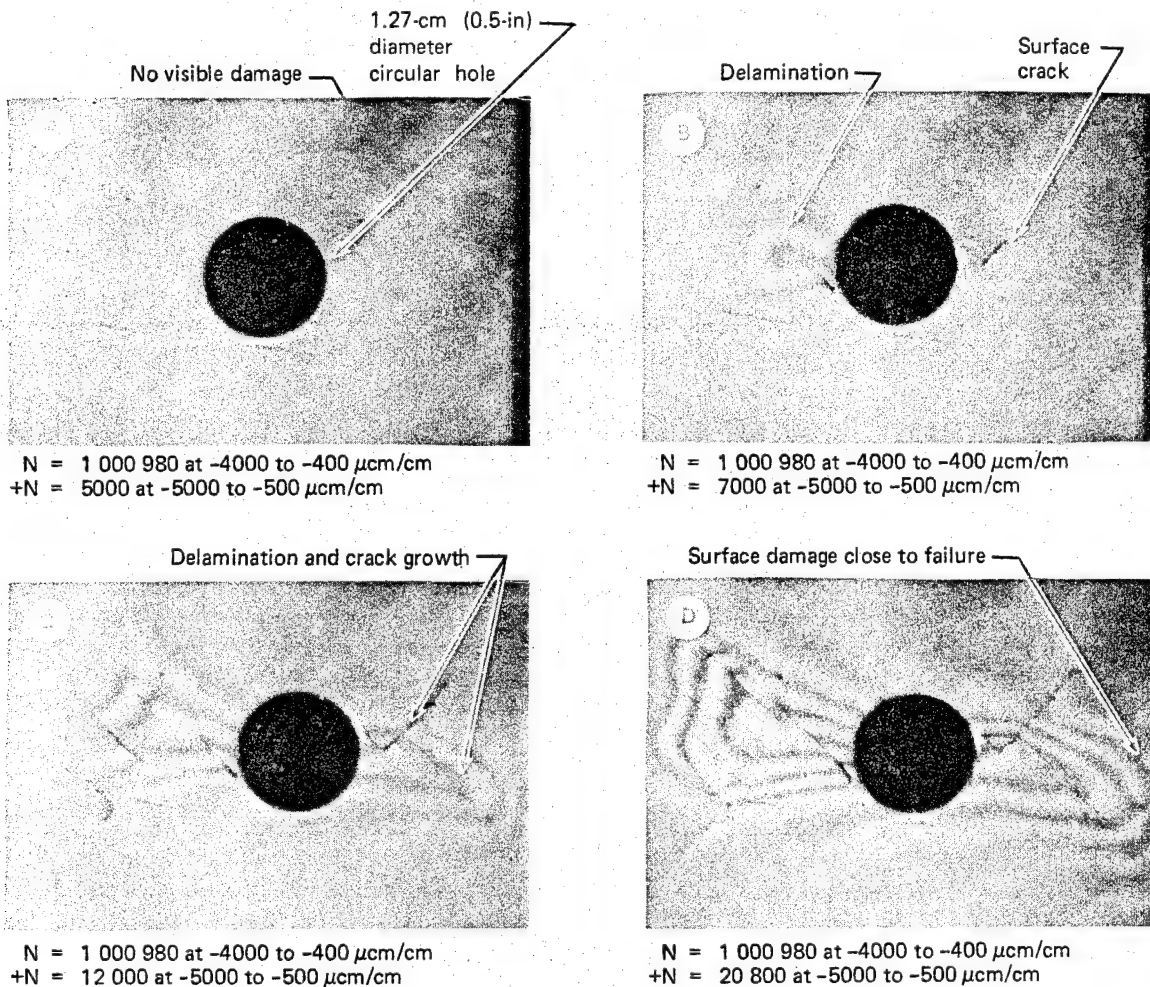 1.27-cm (0.5-in)
diameter
circular hole
No visible damage
N = 1 000 980 at -4000 to -400 μcm/cm
+N = 5000 at -5000 to -500 μcm/cm
Delamination
Surface
crack
B
N = 1 000 980 at -4000 to -400 μcm/cm
+N = 7000 at -5000 to -500 μcm/cm
Delamination and crack growth
N = 1 000 980 at -4000 to -400 μcm/cm
+N = 12 000 at -5000 to -500 μcm/cm
Surface damage close to failure
D
N = 1 000 980 at -4000 to -400 μcm/cm
+N = 20 800 at -5000 to -500 μcm/cm